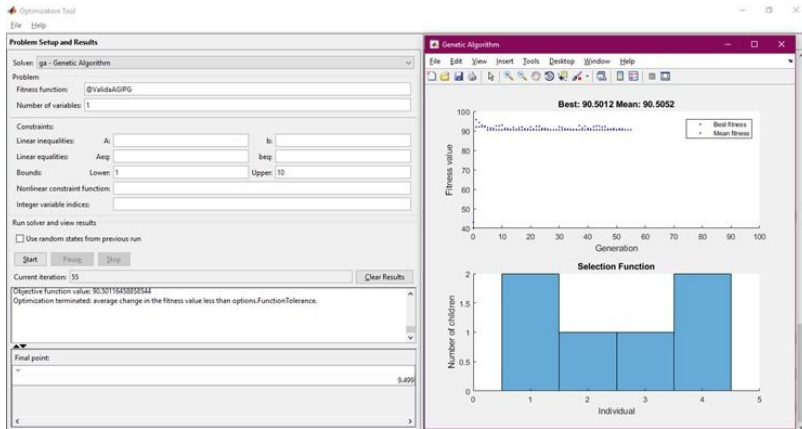 Optimization Tool
File Help
Problem Setup and Results
Solver: ga - Genetic Algorithm
Problem
Fitness function: @ValidaAGIPG
Number of variables: 1
Constraints:
Linear inequalities: A: b:
Linear equalities: Aeq: beq:
Bounds: Lower: 1 Upper: 10
Nonlinear constraint function:
Integer variable indices:
Run solver and view results
Use random states from previous run
Start Pause Stop
Current iteration: 55 Clear Results
Objective function value: 90.50116458858544
Optimization terminated: average change in the fitness value less than options.FunctionTolerance.
Final point:
9.499
Genetic Algorithm
File Edit View Insert Tools Desktop Window Help
Best: 90.5012 Mean: 90.5052
Fitness value
100
90
80
70
60
50
40
Best fitness
Mean fitness
0 10 20 30 40 50 60 70 80 90 100
Generation
Selection Function
Number of children
2
1.5
1
0.5
0
0 1 2 3 4 5
Individual